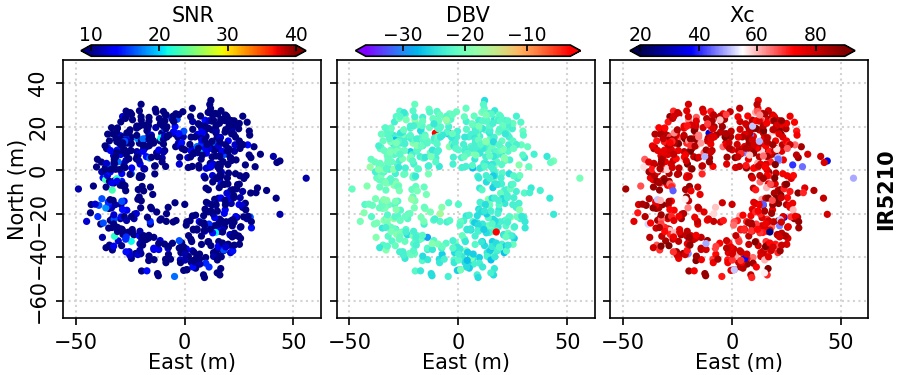 SNR DBV Xc
10 20 30 40 −30 −20 −10 20 40 60 80
40
20
0
−20
−40
−60
North (m)
−50 0 50 −50 0 50 −50 0 50
East (m) East (m) East (m)
IR5210